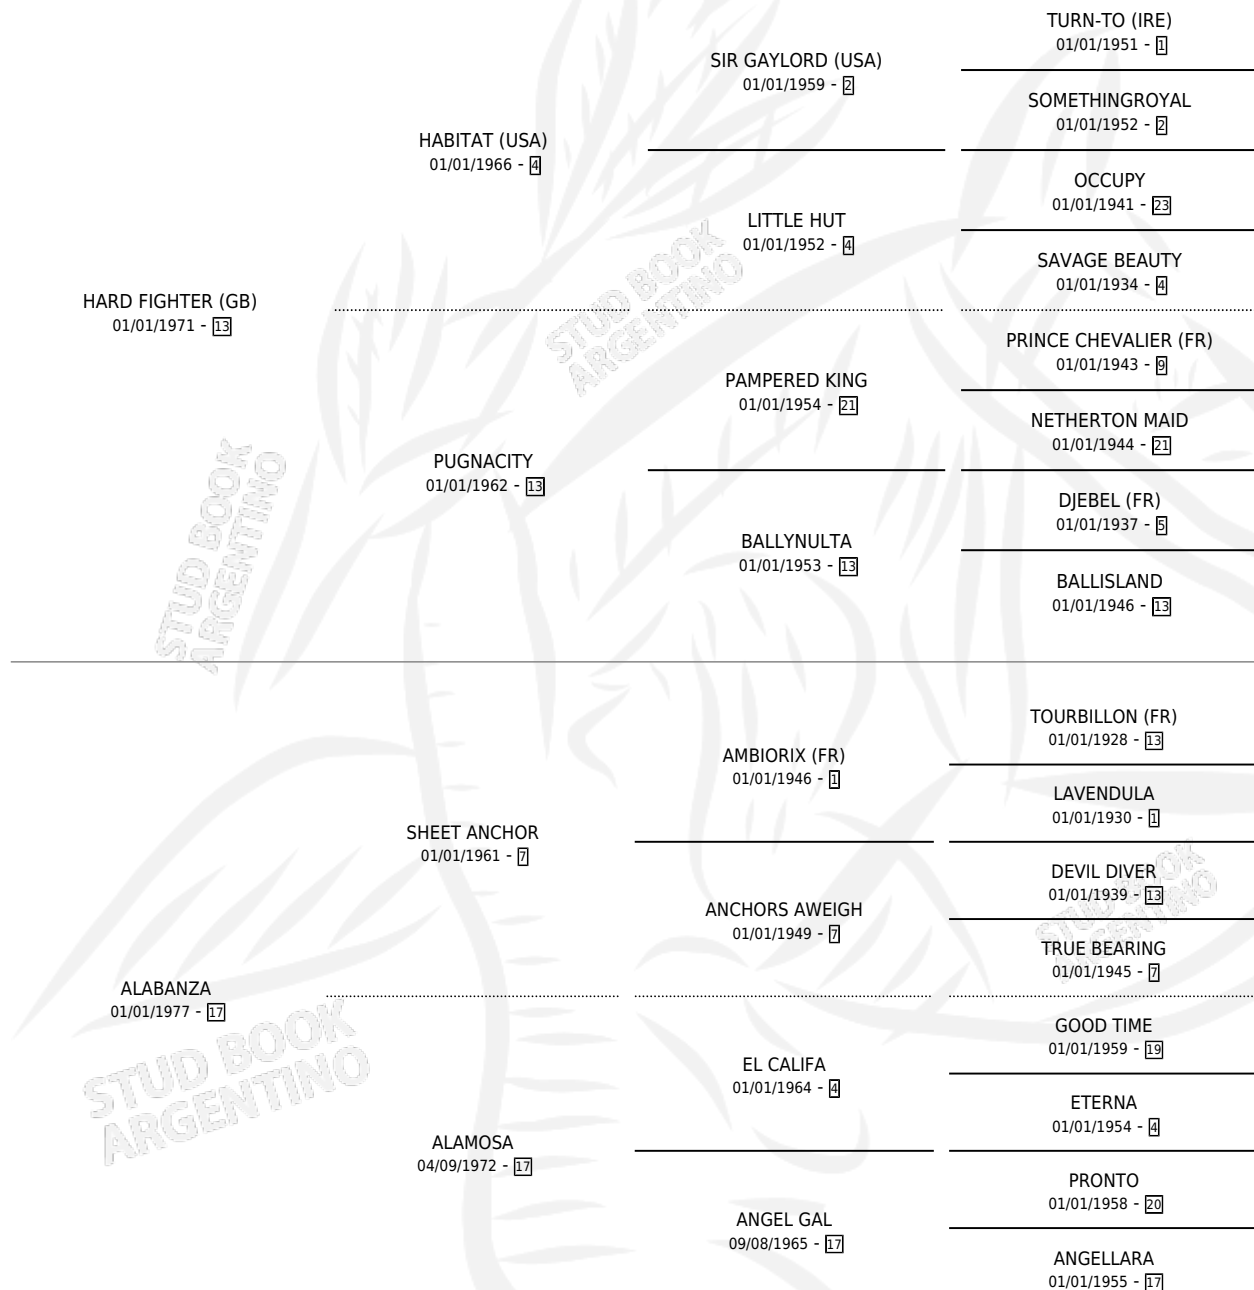 TURN-TO (IRE)
01/01/1951 - 1
SIR GAYLORD (USA)
01/01/1959 - 2
SOMETHINGROYAL
01/01/1952 - 2
HABITAT (USA)
01/01/1966 - 4
OCCUPY
01/01/1941 - 23
LITTLE HUT
01/01/1952 - 4
SAVAGE BEAUTY
01/01/1934 - 4
HARD FIGHTER (GB)
01/01/1971 - 13
PRINCE CHEVALIER (FR)
01/01/1943 - 9
PAMPERED KING
01/01/1954 - 21
NETHERTON MAID
01/01/1944 - 21
PUGNACITY
01/01/1962 - 13
DJEBEL (FR)
01/01/1937 - 5
BALLYNULTA
01/01/1953 - 13
BALLISLAND
01/01/1946 - 13
TOURBILLON (FR)
01/01/1928 - 13
AMBIORIX (FR)
01/01/1946 - 1
LAVENDULA
01/01/1930 - 1
SHEET ANCHOR
01/01/1961 - 7
DEVIL DIVER
01/01/1939 - 13
ANCHORS AWEIGH
01/01/1949 - 7
TRUE BEARING
01/01/1945 - 7
ALABANZA
01/01/1977 - 17
GOOD TIME
01/01/1959 - 19
EL CALIFA
01/01/1964 - 4
ETERNA
01/01/1954 - 4
ALAMOSA
04/09/1972 - 17
PRONTO
01/01/1958 - 20
ANGEL GAL
09/08/1965 - 17
ANGELLARA
01/01/1955 - 17
STUD BOOK
ARGENTINO
STUD BOOK
ARGENTINO
STUD BOOK
ARGENTINO
STUD BOOK
ARGENTINO